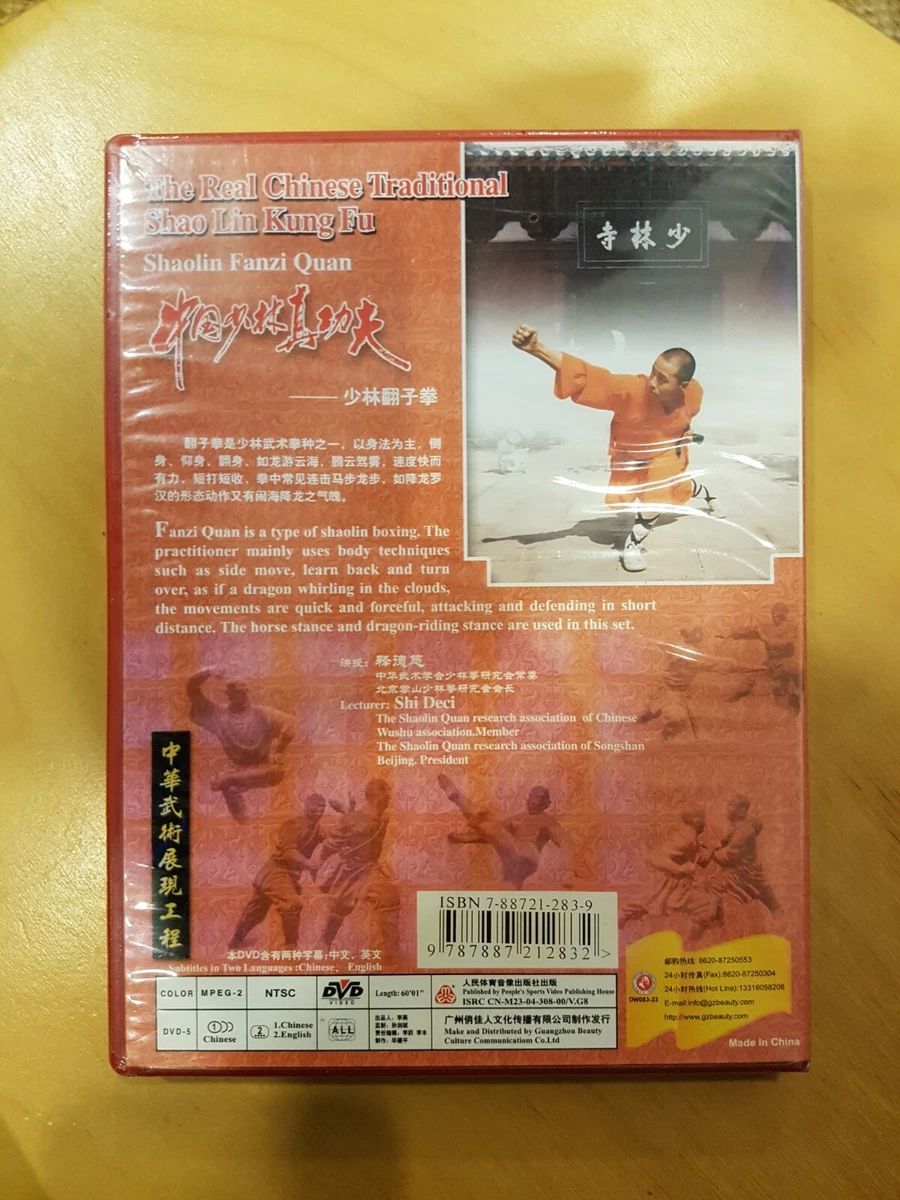 The Real Chinese Traditional
Shao Lin Kung Fu
Shaolin Fanzi Quan
中国少林真功夫
—— 少林翻子拳
寺林少
翻子拳是少林武术拳种之一，以身法为主，侧
身、仰身、翻身、如龙游云海，腾云驾雾，速度快而
有力，短打短收，拳中常见连击马步龙步，如降龙罗
汉的形态动作又有闹海降龙之气魄。
Fanzi Quan is a type of shaolin boxing. The
practitioner mainly uses body techniques
such as side move, learn back and turn
over, as if a dragon whirling in the clouds,
the movements are quick and forceful, attacking and defending in short
distance. The horse stance and dragon-riding stance are used in this set.
讲授：释德慈
中华武术学会少林拳研究会常委
北京嵩山少林拳研究会会长
Lecturer: Shi Deci
The Shaolin Quan research association of Chinese
Wushu association.Member
The Shaolin Quan research association of Songshan
Beijing. President
中華武術展現工程
ISBN 7-88721-283-9
9 787887 212832 >
本DVD含有两种字幕:中文，英文
Subtitles in Two Languages :Chinese, English
COLOR MPEG-2 NTSC DVD VIDEO Length: 60'01"
人民体育音像出版社出版
Published by People's Sports Video Publishing House
ISRC CN-M23-04-308-00/V.G8
DVD-5 1))) Chinese 2 1.Chinese 2.English ALL
出品人：李燕
责任编辑：李跃 李本
广州俏佳人文化传播有限公司制作发行
Make and Distributed by Guangzhou Beauty
Culture Communicatiom Co.Ltd
DW083-23
邮购热线: 8620-87250553
24小时传真(Fax):8620-87250304
24小时热线(Hot Line):13316058208
E-mail:info@gzbeauty.com
http://www.gzbeauty.com
Made In China